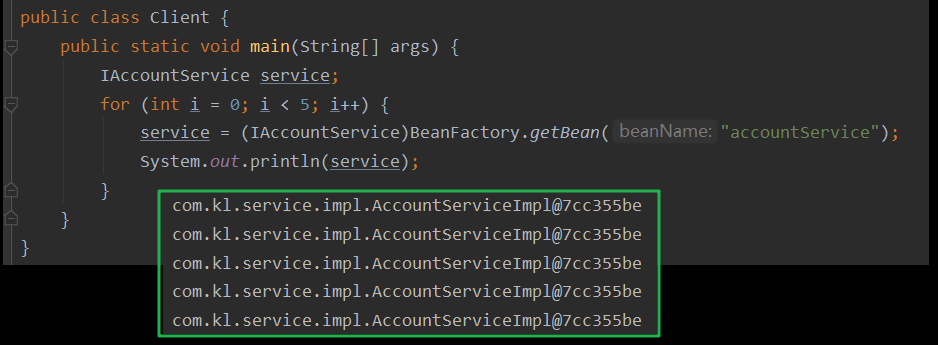 public class Client {
public static void main(String[] args) {
IAccountService service;
for (int i = 0; i < 5; i++) {
service = (IAccountService)BeanFactory.getBean( beanName: "accountService");
System.out.println(service);
}
}
}
com.kl.service.impl.AccountServiceImpl@7cc355be
com.kl.service.impl.AccountServiceImpl@7cc355be
com.kl.service.impl.AccountServiceImpl@7cc355be
com.kl.service.impl.AccountServiceImpl@7cc355be
com.kl.service.impl.AccountServiceImpl@7cc355be